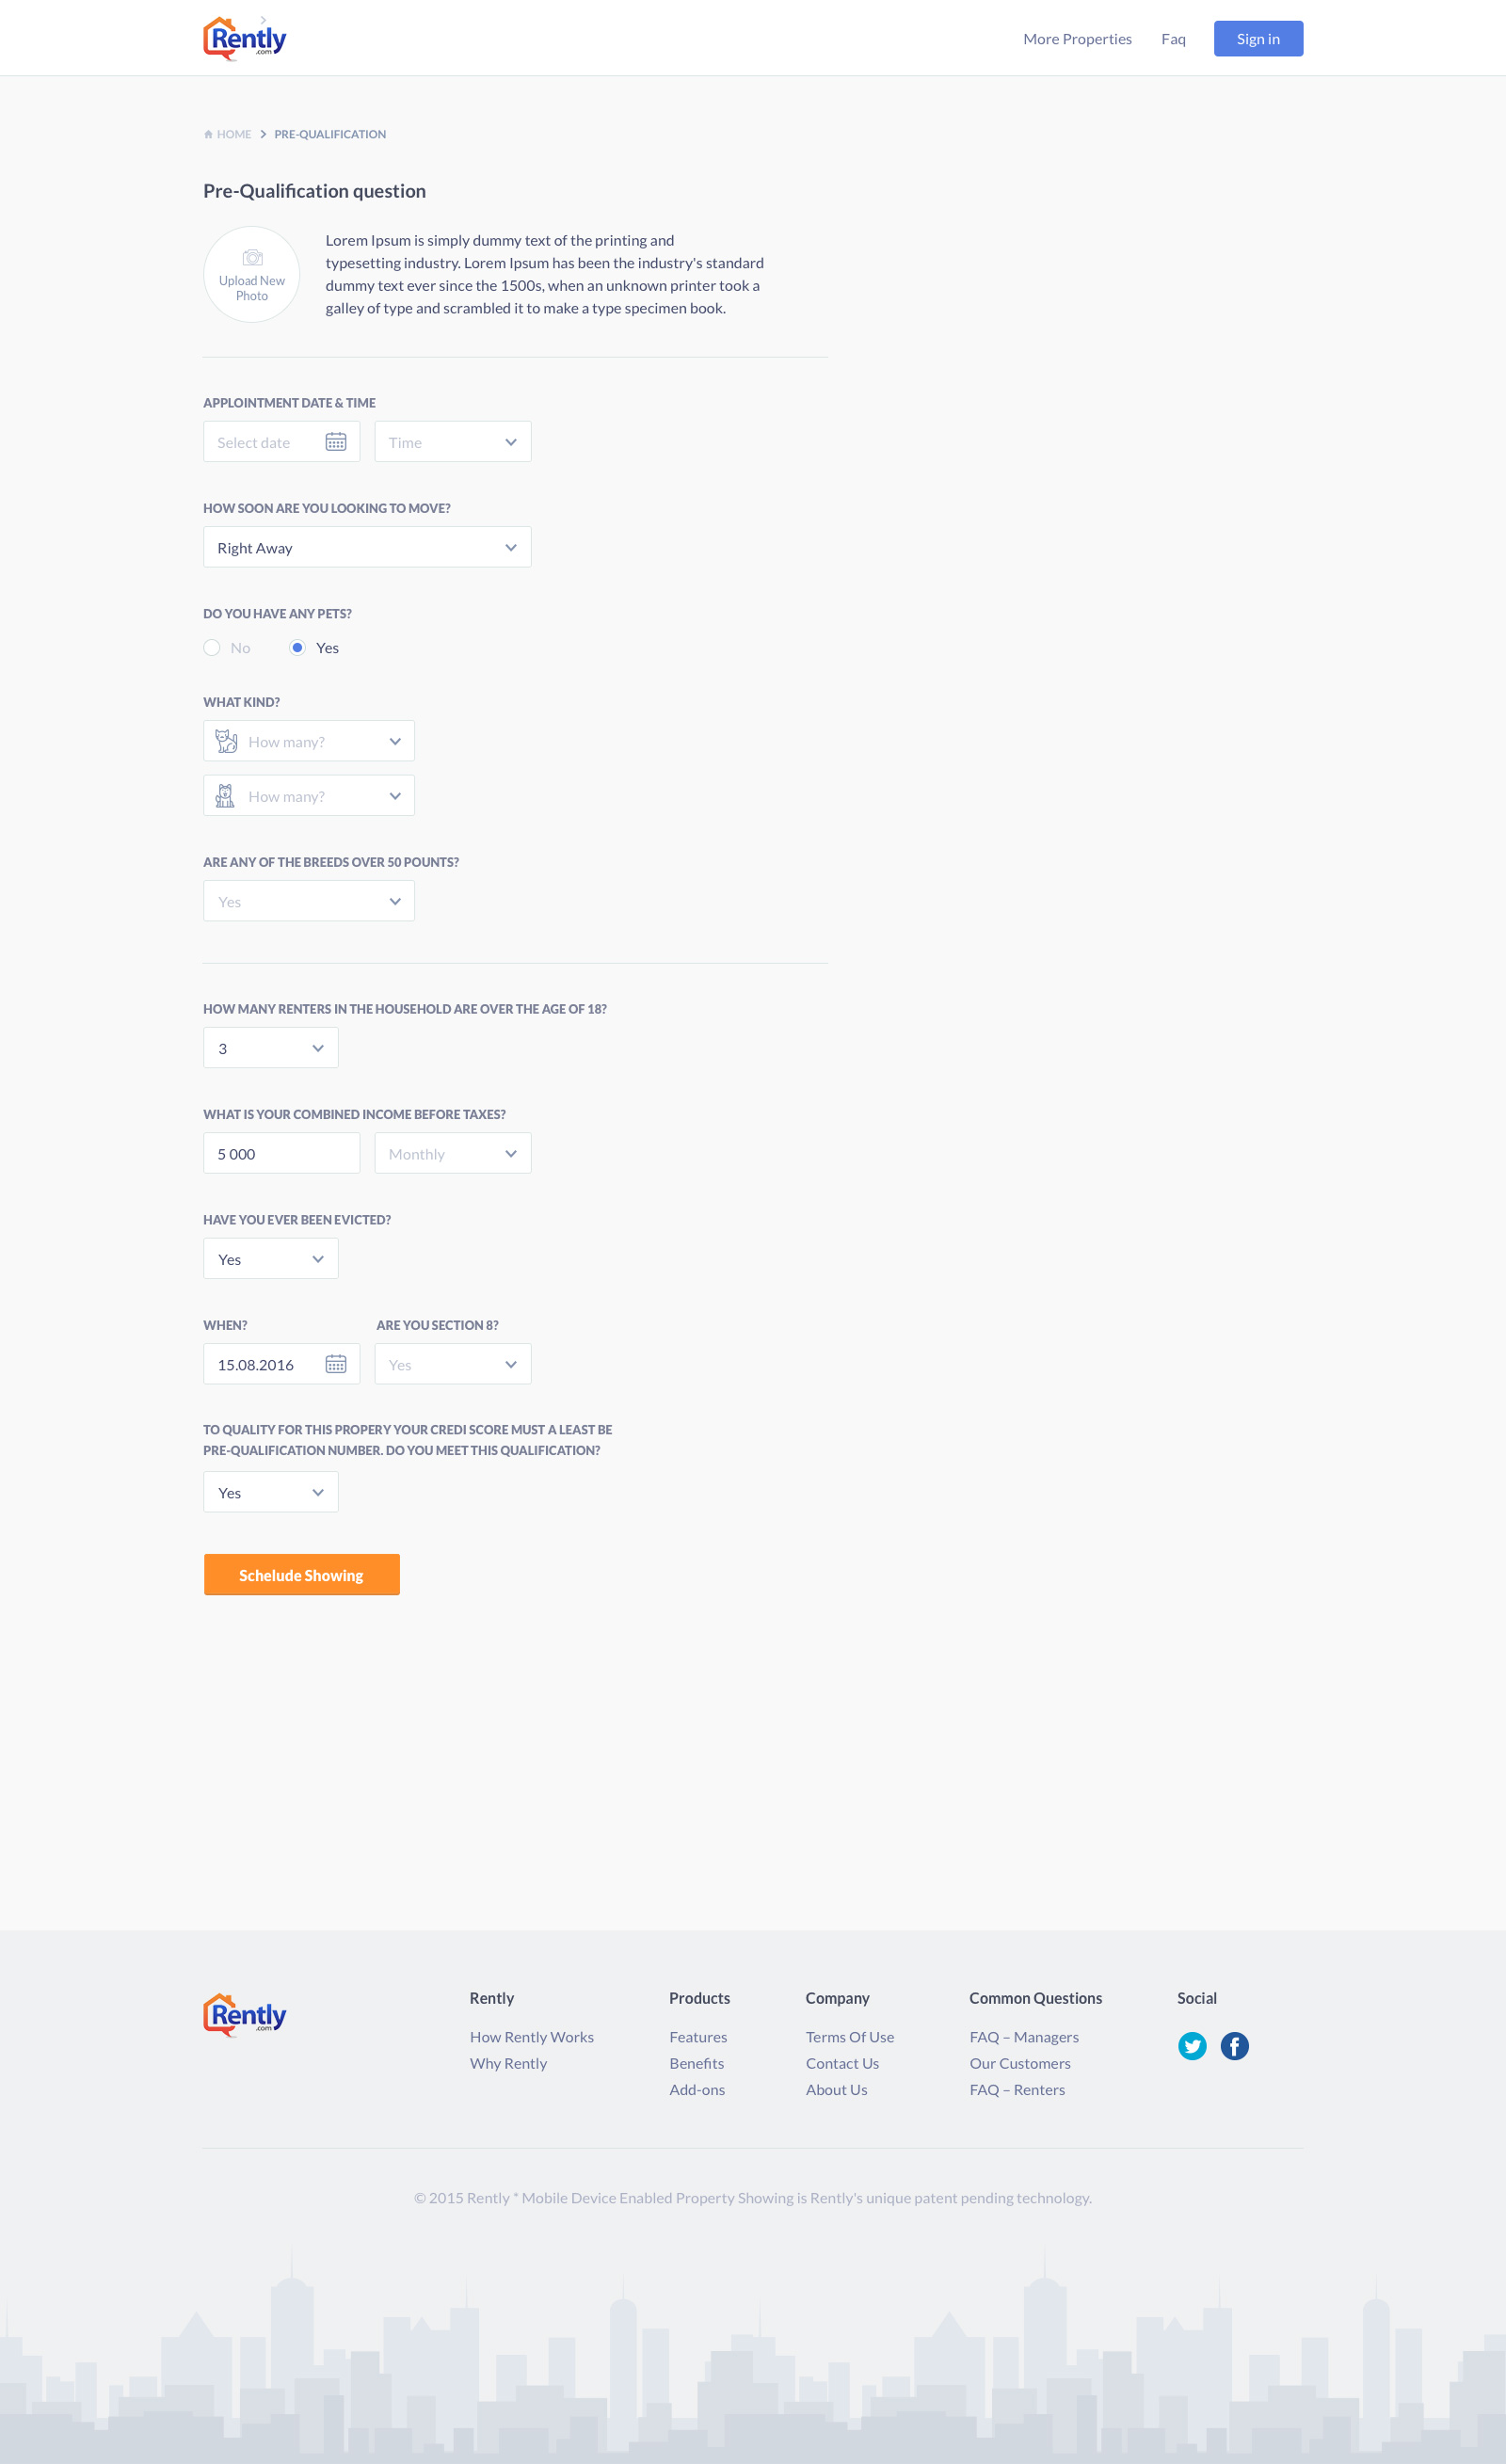 Rently
.com
More Properties
Faq
Sign in
HOME
PRE-QUALIFICATION
Pre-Qualification question
Upload New
Photo
Lorem Ipsum is simply dummy text of the printing and
typesetting industry. Lorem Ipsum has been the industry's standard
dummy text ever since the 1500s, when an unknown printer took a
galley of type and scrambled it to make a type specimen book.
APPLOINTMENT DATE & TIME
Select date
Time
HOW SOON ARE YOU LOOKING TO MOVE?
Right Away
DO YOU HAVE ANY PETS?
No
Yes
WHAT KIND?
How many?
How many?
ARE ANY OF THE BREEDS OVER 50 POUNTS?
Yes
HOW MANY RENTERS IN THE HOUSEHOLD ARE OVER THE AGE OF 18?
3
WHAT IS YOUR COMBINED INCOME BEFORE TAXES?
5 000
Monthly
HAVE YOU EVER BEEN EVICTED?
Yes
WHEN?
ARE YOU SECTION 8?
15.08.2016
Yes
TO QUALITY FOR THIS PROPERY YOUR CREDI SCORE MUST A LEAST BE
PRE-QUALIFICATION NUMBER. DO YOU MEET THIS QUALIFICATION?
Yes
Schelude Showing
Rently
.com
Rently
How Rently Works
Why Rently
Products
Features
Benefits
Add-ons
Company
Terms Of Use
Contact Us
About Us
Common Questions
FAQ – Managers
Our Customers
FAQ – Renters
Social
© 2015 Rently * Mobile Device Enabled Property Showing is Rently's unique patent pending technology.